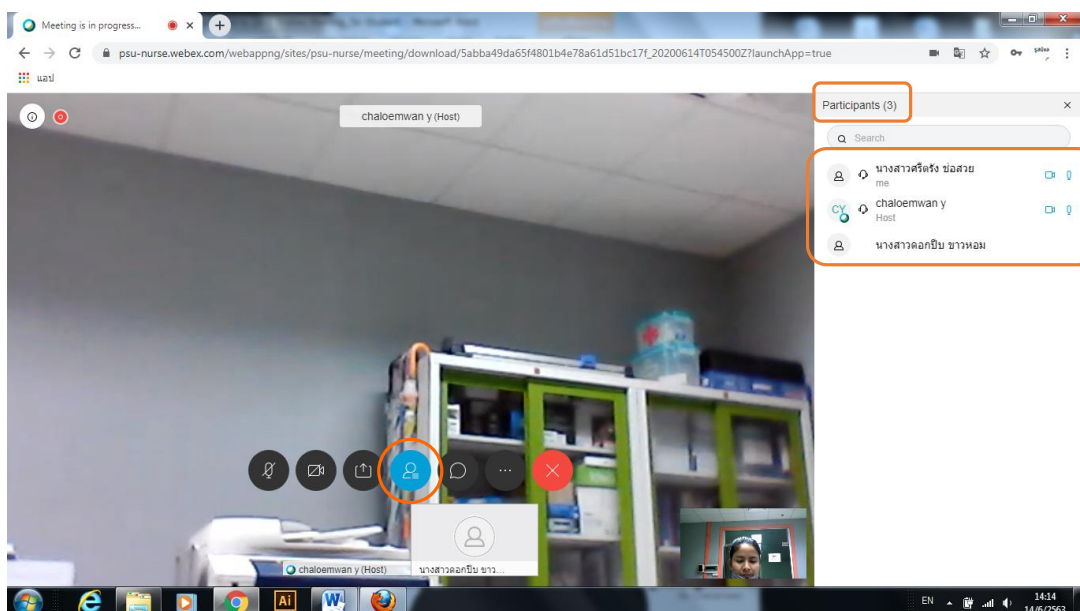 Meeting is in progress...
psu-nurse.webex.com/webappng/sites/psu-nurse/meeting/download/5abba49da65f4801b4e78a61d51bc17f_20200614T054500Z?launchApp=true
แอป
chaloemwan y (Host)
Participants (3)
Search
นางสาวศรีตรัง ช่อสวย
me
CY
chaloemwan y
Host
นางสาวดอกปีบ ขาวหอม
chaloemwan y (Host)
นางสาวดอกปีบ ขาว...
Ai
W
EN
14:14
14/6/2563